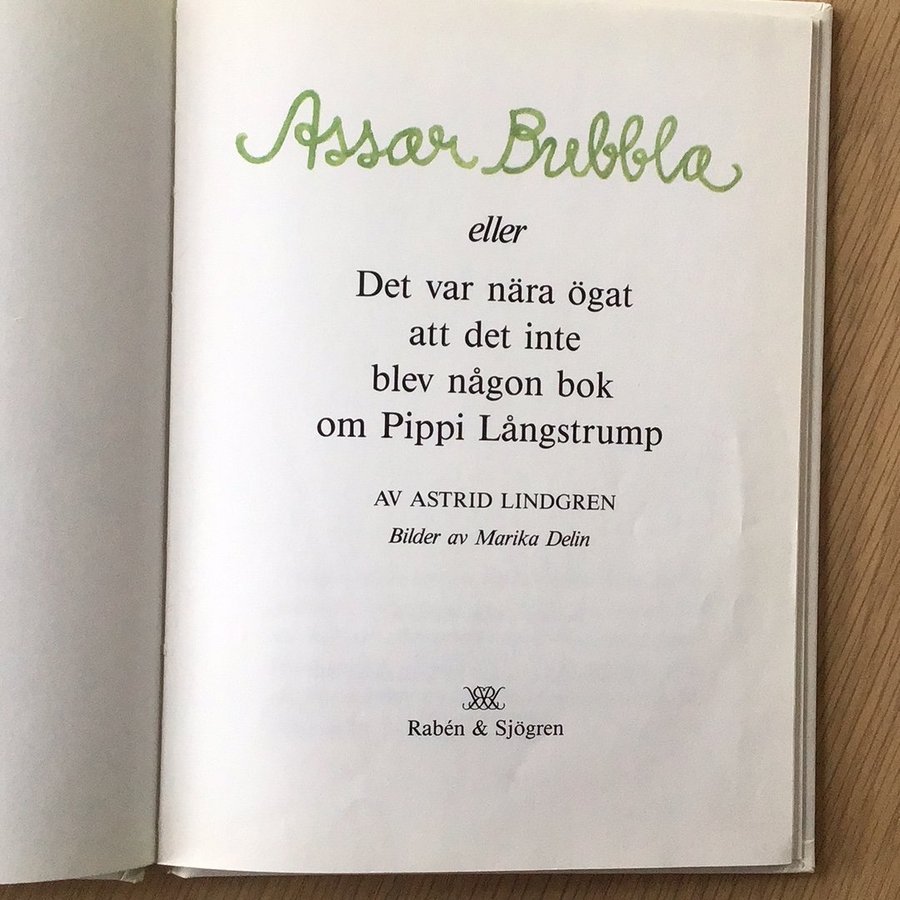 Assar Bubbla
eller
Det var nära ögat
att det inte
blev någon bok
om Pippi Långstrump
AV ASTRID LINDGREN
Bilder av Marika Delin
Rabén & Sjögren